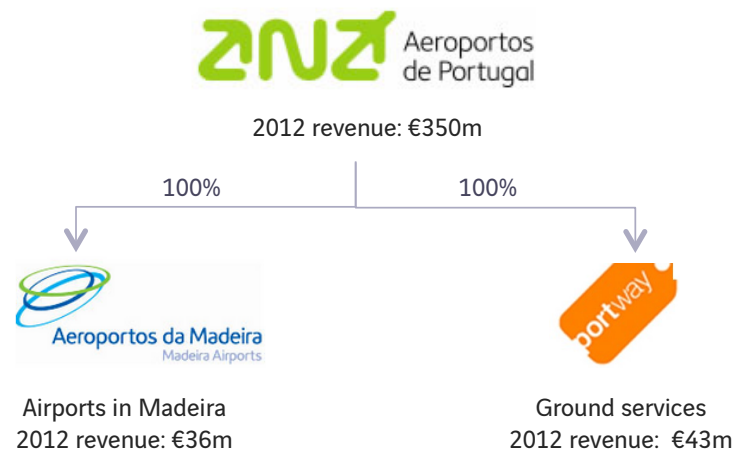 ana Aeroportos
de Portugal
2012 revenue: €350m
100% 100%
Aeroportos da Madeira
Madeira Airports
portway
Airports in Madeira
2012 revenue: €36m
Ground services
2012 revenue: €43m